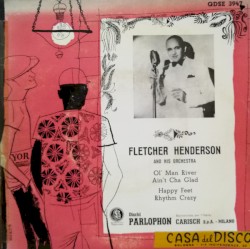 FLETCHER HENDERSON
AND HIS ORCHESTRA
Ol' Man River
Ain't Cha Glad
Happy Feet
Rhythm Crazy
Dischi
PARLOPHON
CARISCH S.p.A. - MILANO
CASA del DISCO